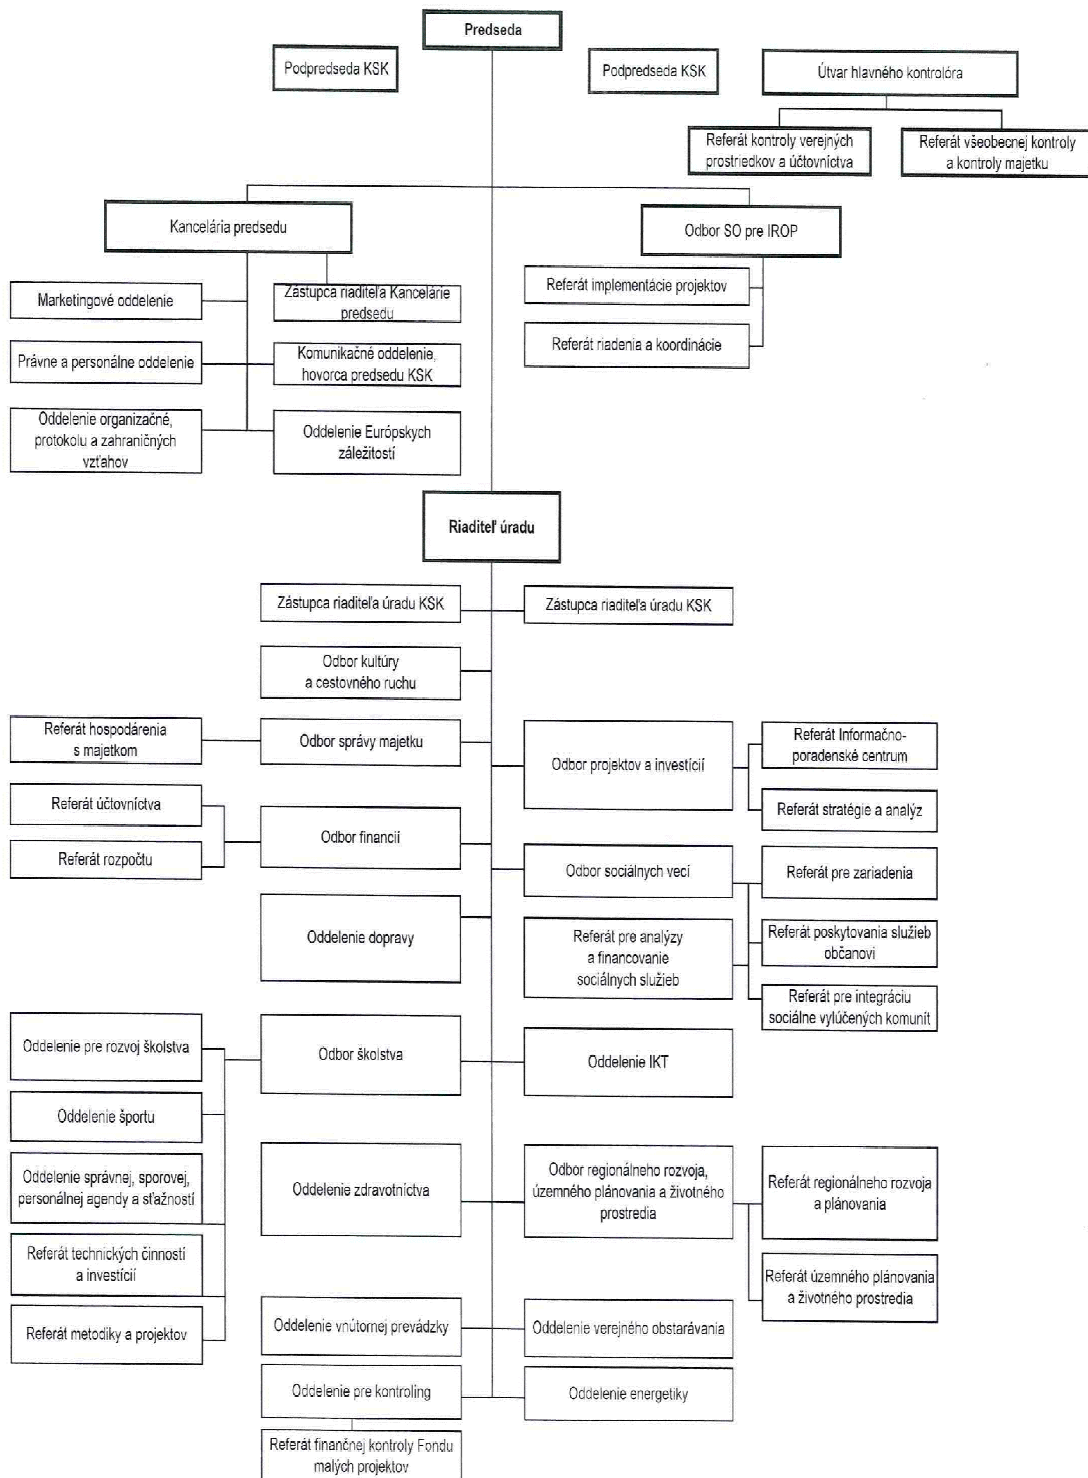 Predseda
Podpredseda KSK
Podpredseda KSK
Útvar hlavného kontrolóra
Referát kontroly verejných
prostriedkov a účtovníctva
Referát všeobecnej kontroly
a kontroly majetku
Kancelária predsedu
Odbor SO pre IROP
Marketingové oddelenie
Zástupca riaditeľa Kancelárie
predsedu
Referát implementácie projektov
Referát riadenia a koordinácie
Právne a personálne oddelenie
Komunikačné oddelenie,
hovorca predsedu KSK
Oddelenie organizačné,
protokolu a zahraničných
vzťahov
Oddelenie Európskych
záležitostí
Riaditeľ úradu
Zástupca riaditeľa úradu KSK
Zástupca riaditeľa úradu KSK
Odbor kultúry
a cestovného ruchu
Referát hospodárenia
s majetkom
Odbor správy majetku
Odbor projektov a investícií
Referát Informačno-
poradenské centrum
Referát stratégie a analýz
Referát účtovníctva
Referát rozpočtu
Odbor financií
Odbor sociálnych vecí
Referát pre zariadenia
Oddelenie dopravy
Referát pre analýzy
a financovanie
sociálnych služieb
Referát poskytovania služieb
občanovi
Referát pre integráciu
sociálne vylúčených komunít
Oddelenie pre rozvoj školstva
Odbor školstva
Oddelenie IKT
Oddelenie športu
Oddelenie správnej, sporovej,
personálnej agendy a sťažností
Referát technických činností
a investícií
Referát metodiky a projektov
Oddelenie zdravotníctva
Odbor regionálneho rozvoja,
územného plánovania a životného
prostredia
Referát regionálneho rozvoja
a plánovania
Referát územného plánovania
a životného prostredia
Oddelenie vnútornej prevádzky
Oddelenie verejného obstarávania
Oddelenie pre kontroling
Oddelenie energetiky
Referát finančnej kontroly Fondu
malých projektov